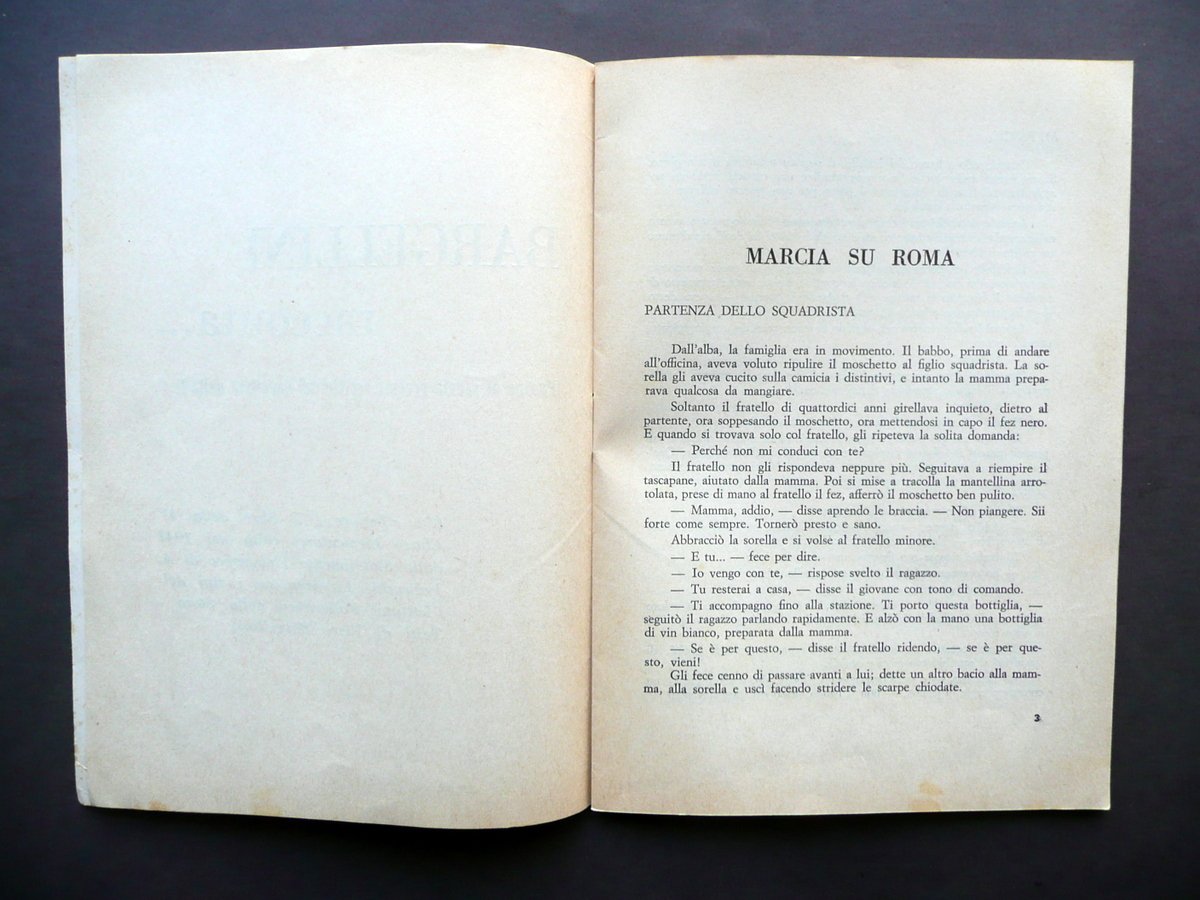 BARGELLINI
MARCIA SU ROMA
PARTENZA DELLO SQUADRISTA
Dall'alba, la famiglia era in movimento. Il babbo, prima di andare
all'officina, aveva voluto ripulire il moschetto al figlio squadrista. La so-
rella gli aveva cucito sulla camicia i distintivi, e intanto la mamma prepa-
rava qualcosa da mangiare.
Soltanto il fratello di quattordici anni girellava inquieto, dietro al
partente, ora soppesando il moschetto, ora mettendosi in capo il fez nero.
E quando si trovava solo col fratello, gli ripeteva la solita domanda:
— Perché non mi conduci con te?
Il fratello non gli rispondeva neppure più. Seguitava a riempire il
tascapane, aiutato dalla mamma. Poi si mise a tracolla la mantellina arro-
tolata, prese di mano al fratello il fez, afferrò il moschetto ben pulito.
— Mamma, addio, — disse aprendo le braccia. — Non piangere. Sii
forte come sempre. Tornerò presto e sano.
Abbracciò la sorella e si volse al fratello minore.
— E tu... — fece per dire.
— Io vengo con te, — rispose svelto il ragazzo.
— Tu resterai a casa, — disse il giovane con tono di comando.
— Ti accompagno fino alla stazione. Ti porto questa bottiglia, —
seguitò il ragazzo parlando rapidamente. E alzò con la mano una bottiglia
di vin bianco, preparata dalla mamma.
— Se è per questo, — disse il fratello ridendo, — se è per que-
sto, vieni!
Gli fece cenno di passare avanti a lui; dette un altro bacio alla mam-
ma, alla sorella e uscì facendo stridere le scarpe chiodate.
3